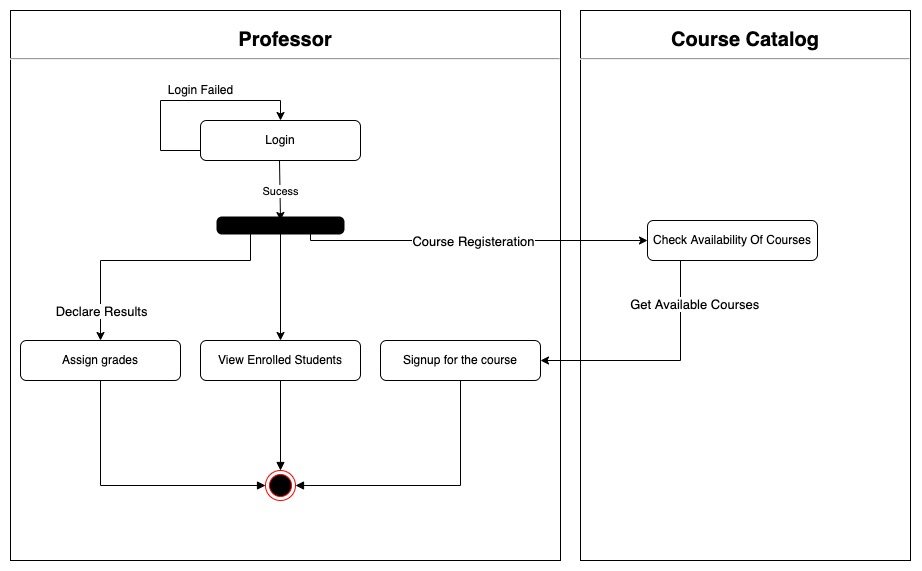 Professor
Course Catalog
Login Failed
Login
Sucess
Course Registeration
Check Availability Of Courses
Get Available Courses
Declare Results
Assign grades
View Enrolled Students
Signup for the course